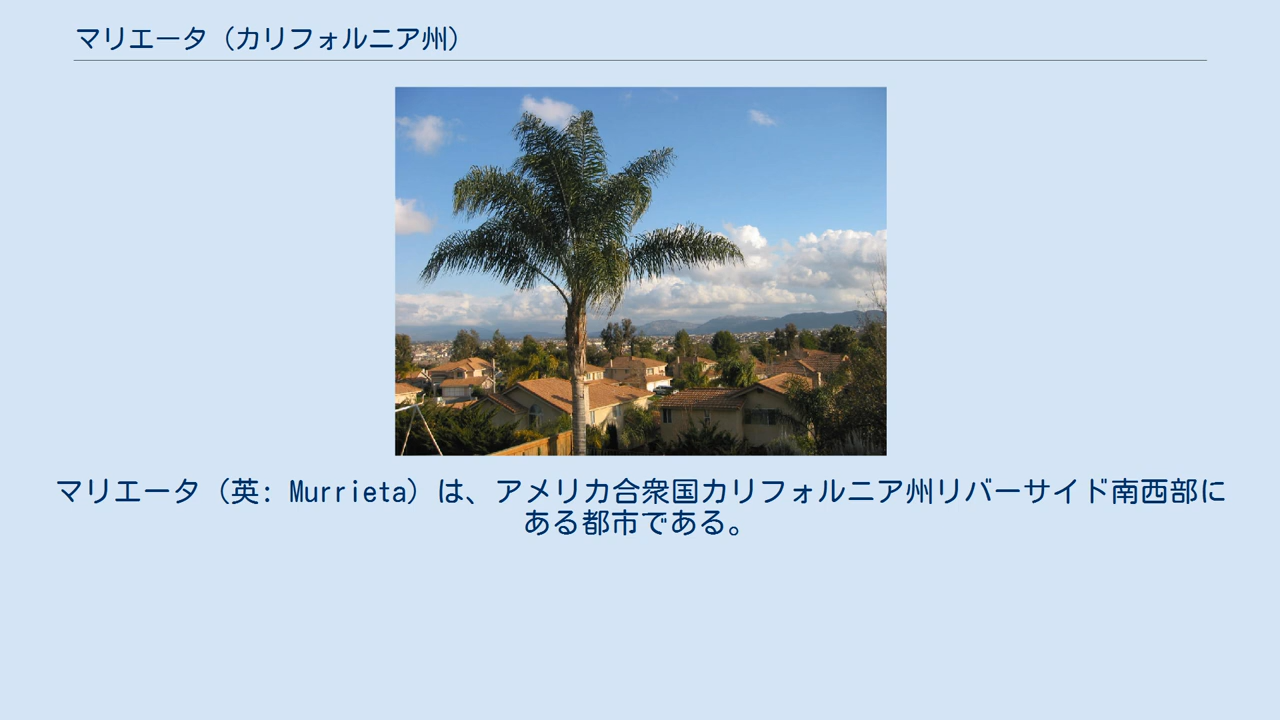 マリエータ（カリフォルニア州）
マリエータ（英: Murrieta）は、アメリカ合衆国カリフォルニア州リバーサイド南西部に
ある都市である。